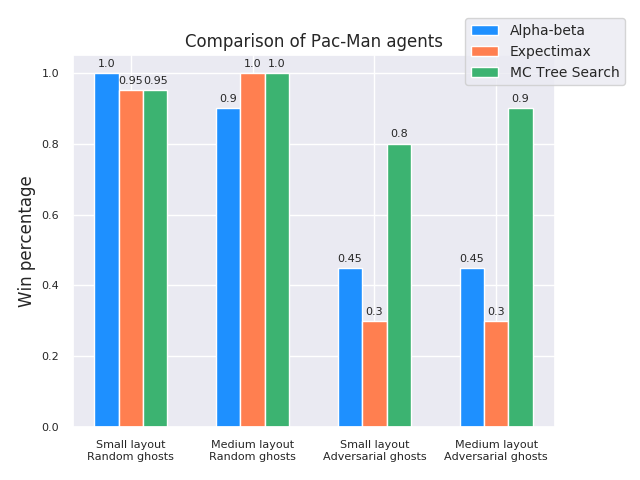 Comparison of Pac-Man agents
Alpha-beta
Expectimax
MC Tree Search
Win percentage
1.0
0.8
0.6
0.4
0.2
0.0
1.0
0.95
0.95
0.9
1.0
1.0
0.45
0.3
0.8
0.45
0.3
0.9
Small layout
Random ghosts
Medium layout
Random ghosts
Small layout
Adversarial ghosts
Medium layout
Adversarial ghosts